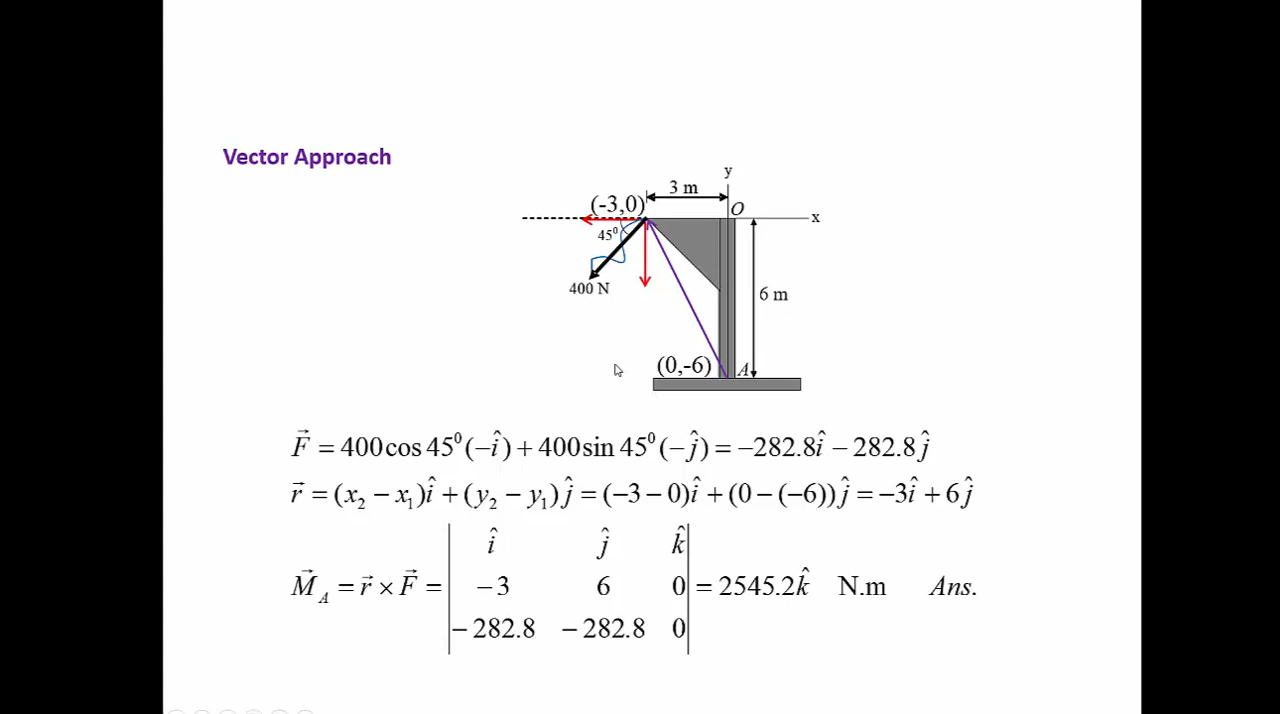 Vector Approach
y
3 m
(-3,0)
O
x
45⁰
400 N
6 m
(0,-6)
A
F⃗ = 400cos 45⁰(−î) + 400sin 45⁰(−ĵ) = −282.8î − 282.8ĵ
r⃗ = (x₂ − x₁)î + (y₂ − y₁)ĵ = (−3 − 0)î + (0 − (−6))ĵ = −3î + 6ĵ
î ĵ k̂
M⃗_A = r⃗ × F⃗ = −3 6 0 = 2545.2k̂ N.m Ans.
−282.8 −282.8 0